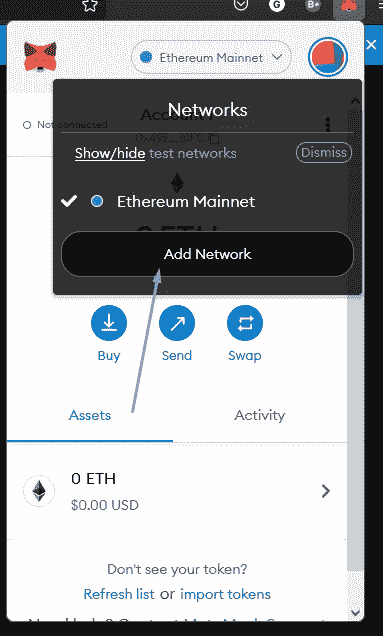 G
B+
Ethereum Mainnet
Networks
Not connected
Show/hide test networks
Dismiss
Ethereum Mainnet
Add Network
Buy
Send
Swap
Assets
Activity
0 ETH
$0.00 USD
Don't see your token?
Refresh list or import tokens